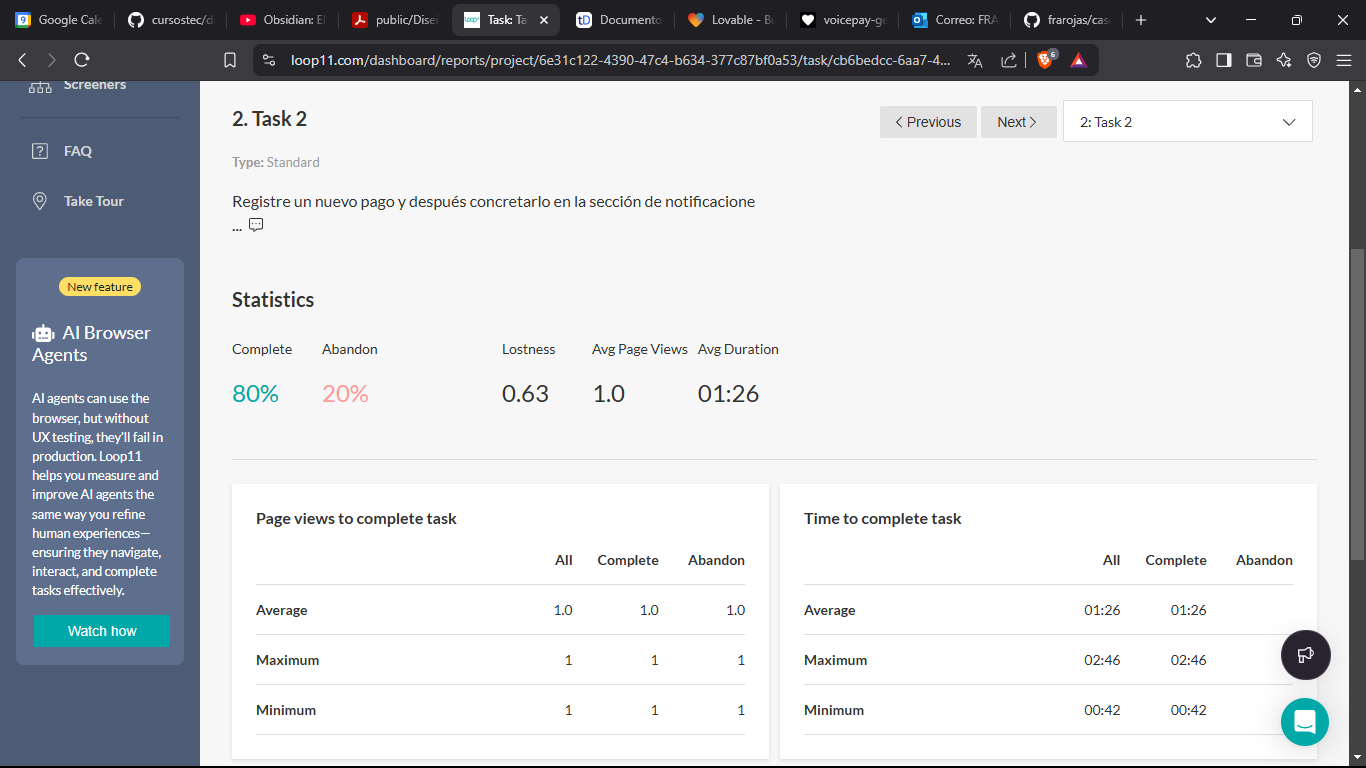 Google Cale
cursostec/di
Obsidian: El
public/Diseñ
Task: Ta
Documento
Lovable - Bu
voicepay-ge
Correo: FRA
frarojas/caso
loop11.com/dashboard/reports/project/6e31c122-4390-47c4-b634-377c87bf0a53/task/cb6bedcc-6aa7-4...
6
Screeners
FAQ
Take Tour
New feature
AI Browser
Agents
AI agents can use the
browser, but without
UX testing, they'll fail in
production. Loop11
helps you measure and
improve AI agents the
same way you refine
human experiences—
ensuring they navigate,
interact, and complete
tasks effectively.
Watch how
2. Task 2
Previous
Next
2: Task 2
Type: Standard
Registre un nuevo pago y después concretarlo en la sección de notificacione
...
Statistics
Complete Abandon Lostness Avg Page Views Avg Duration
80% 20% 0.63 1.0 01:26
Page views to complete task
All Complete Abandon
Average 1.0 1.0 1.0
Maximum 1 1 1
Minimum 1 1 1
Time to complete task
All Complete Abandon
Average 01:26 01:26
Maximum 02:46 02:46
Minimum 00:42 00:42